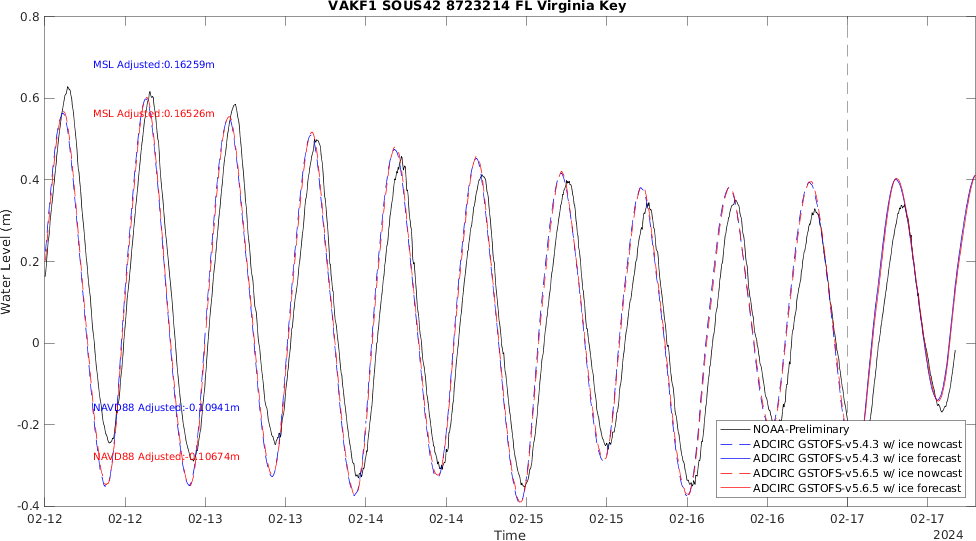 VAKF1 SOUS42 8723214 FL Virginia Key
0.8
0.6
0.4
0.2
0
-0.2
-0.4
Water Level (m)
MSL Adjusted:0.16259m
MSL Adjusted:0.16526m
NAVD88 Adjusted:-0.10941m
NAVD88 Adjusted:-0.10674m
NOAA-Preliminary
ADCIRC GSTOFS-v5.4.3 w/ ice nowcast
ADCIRC GSTOFS-v5.4.3 w/ ice forecast
ADCIRC GSTOFS-v5.6.5 w/ ice nowcast
ADCIRC GSTOFS-v5.6.5 w/ ice forecast
02-12 02-12 02-13 02-13 02-14 02-14 02-15 02-15 02-16 02-16 02-17 02-17
Time
2024